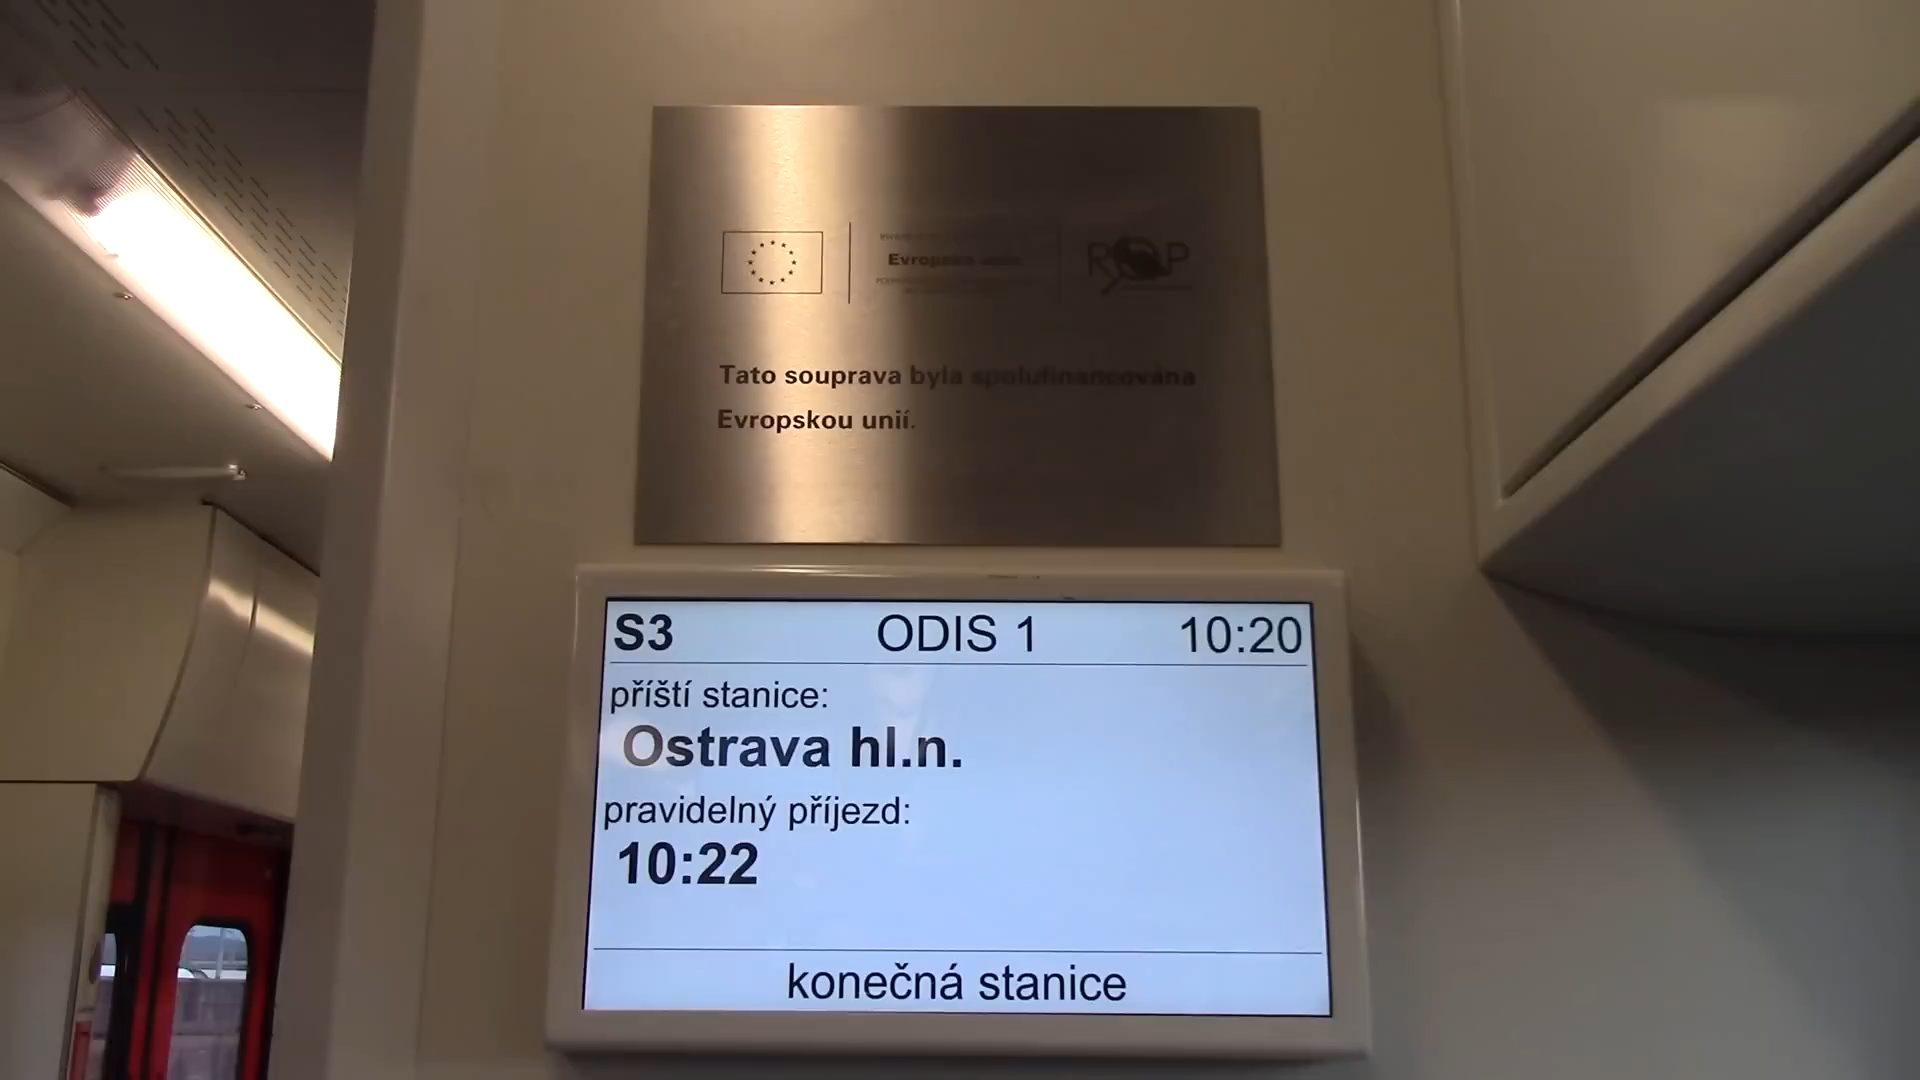 Evropská unie
ROP
Tato souprava byla spolufinancována
Evropskou unií.
S3 ODIS 1 10:20
příští stanice:
Ostrava hl.n.
pravidelný příjezd:
10:22
konečná stanice